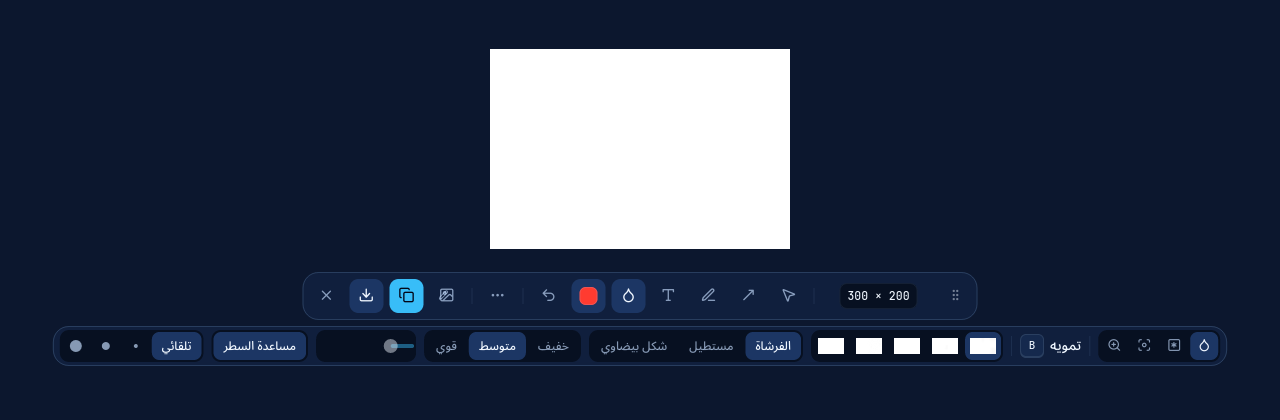 300 × 200
تمويه B
الفرشاة مستطيل شكل بيضاوي
خفيف متوسط قوي
مساعدة السطر
تلقائي